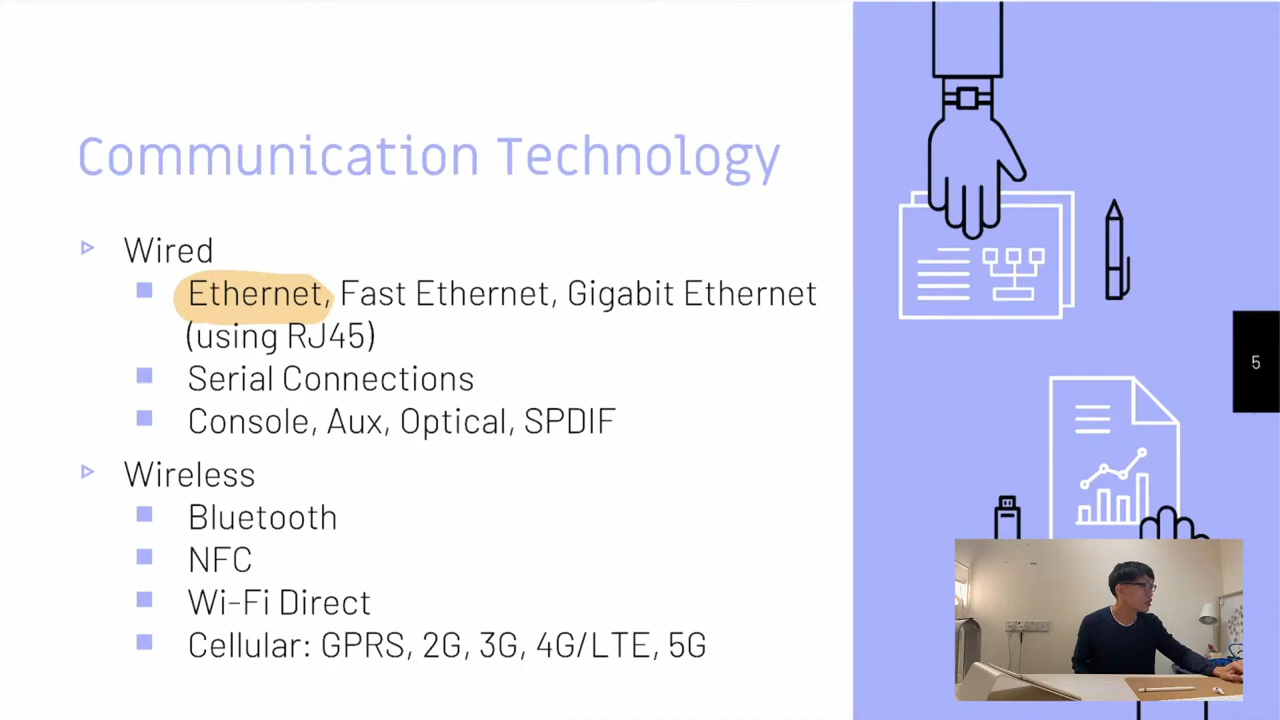 Communication Technology
Wired
Ethernet, Fast Ethernet, Gigabit Ethernet
(using RJ45)
Serial Connections
Console, Aux, Optical, SPDIF
Wireless
Bluetooth
NFC
Wi-Fi Direct
Cellular: GPRS, 2G, 3G, 4G/LTE, 5G
5